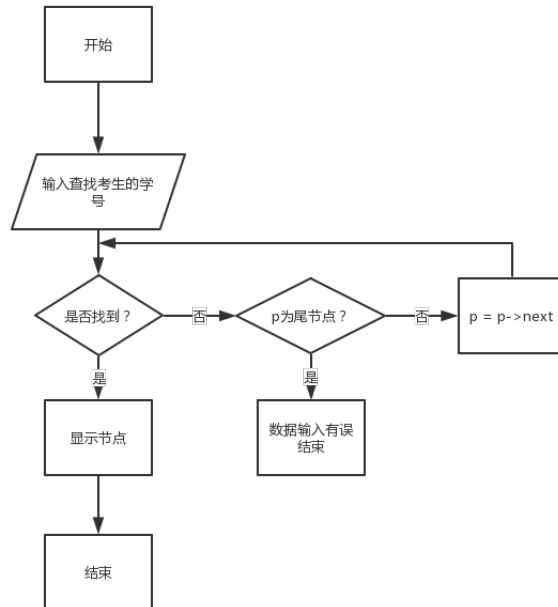 开始
输入查找考生的学
号
是否找到？
否
p为尾节点？
否
p = p->next
是
是
显示节点
数据输入有误
结束
结束